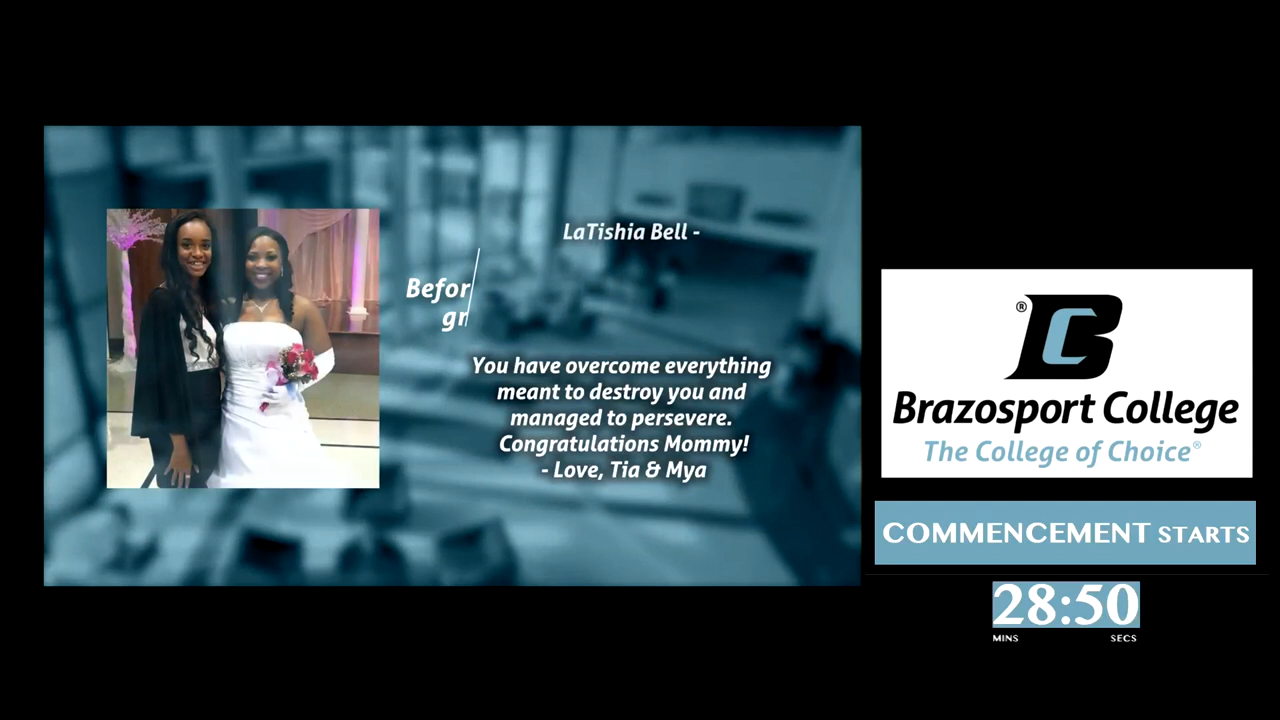 LaTishia Bell -
Befor
gr
You have overcome everything
meant to destroy you and
managed to persevere.
Congratulations Mommy!
- Love, Tia & Mya
BC®
Brazosport College
The College of Choice®
COMMENCEMENT STARTS
28:50
MINS SECS